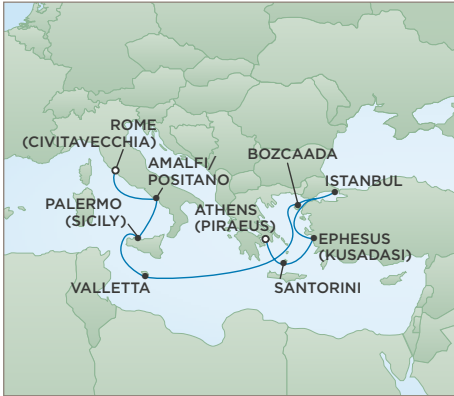 ROME
(CIVITAVECCHIA)
AMALFI/
POSITANO
BOZCAADA
ISTANBUL
PALERMO
(SICILY)
ATHENS
(PIRAEUS)
EPHESUS
(KUSADASI)
VALLETTA
SANTORINI